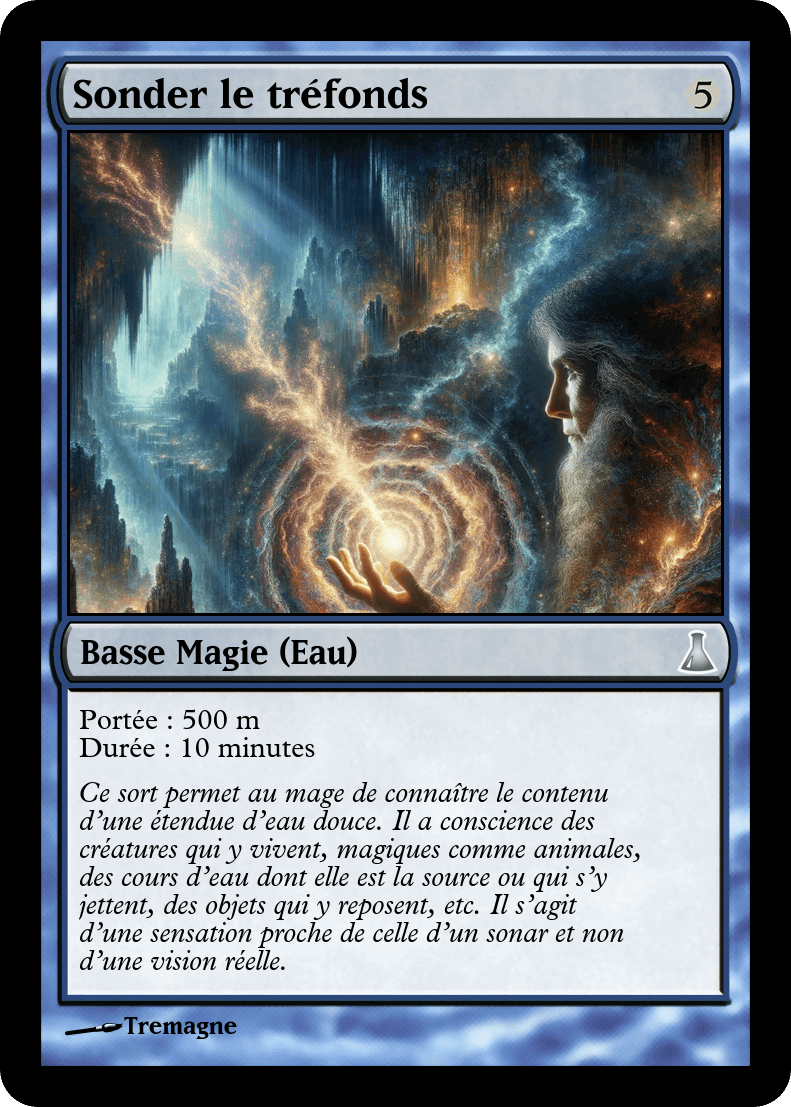 Sonder le tréfonds
5
Basse Magie (Eau)
Portée : 500 m
Durée : 10 minutes
Ce sort permet au mage de connaître le contenu
d'une étendue d'eau douce. Il a conscience des
créatures qui y vivent, magiques comme animales,
des cours d'eau dont elle est la source ou qui s'y
jettent, des objets qui y reposent, etc. Il s'agit
d'une sensation proche de celle d'un sonar et non
d'une vision réelle.
Tremagne